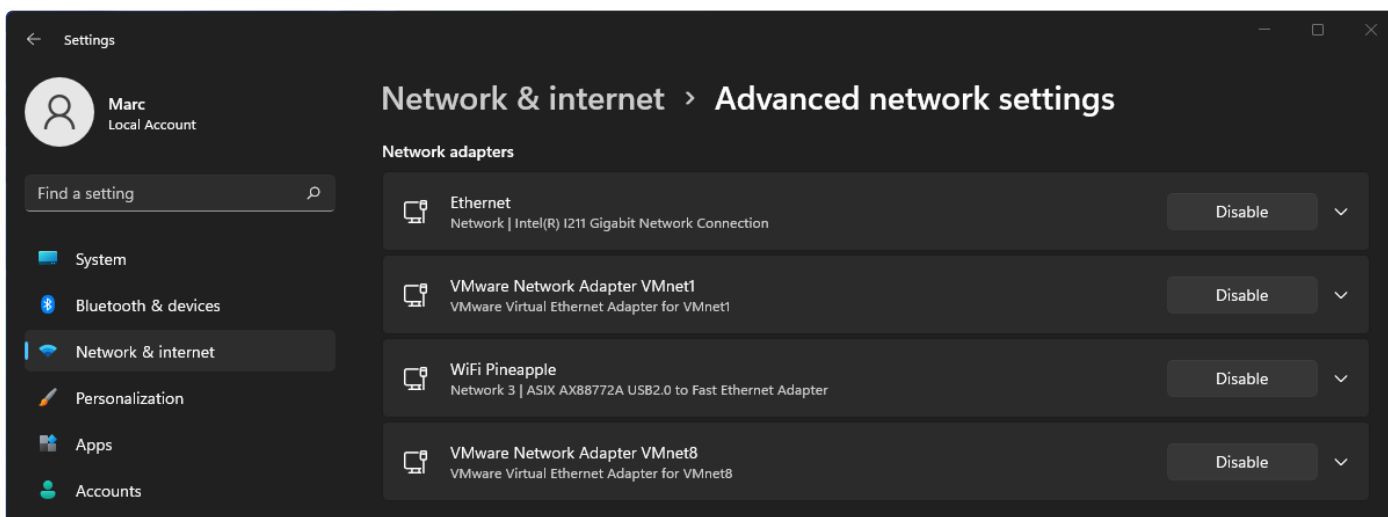 Settings
Marc
Local Account
Find a setting
System
Bluetooth & devices
Network & internet
Personalization
Apps
Accounts
Network & internet > Advanced network settings
Network adapters
Ethernet
Network | Intel(R) I211 Gigabit Network Connection
Disable
VMware Network Adapter VMnet1
VMware Virtual Ethernet Adapter for VMnet1
Disable
WiFi Pineapple
Network 3 | ASIX AX88772A USB2.0 to Fast Ethernet Adapter
Disable
VMware Network Adapter VMnet8
VMware Virtual Ethernet Adapter for VMnet8
Disable